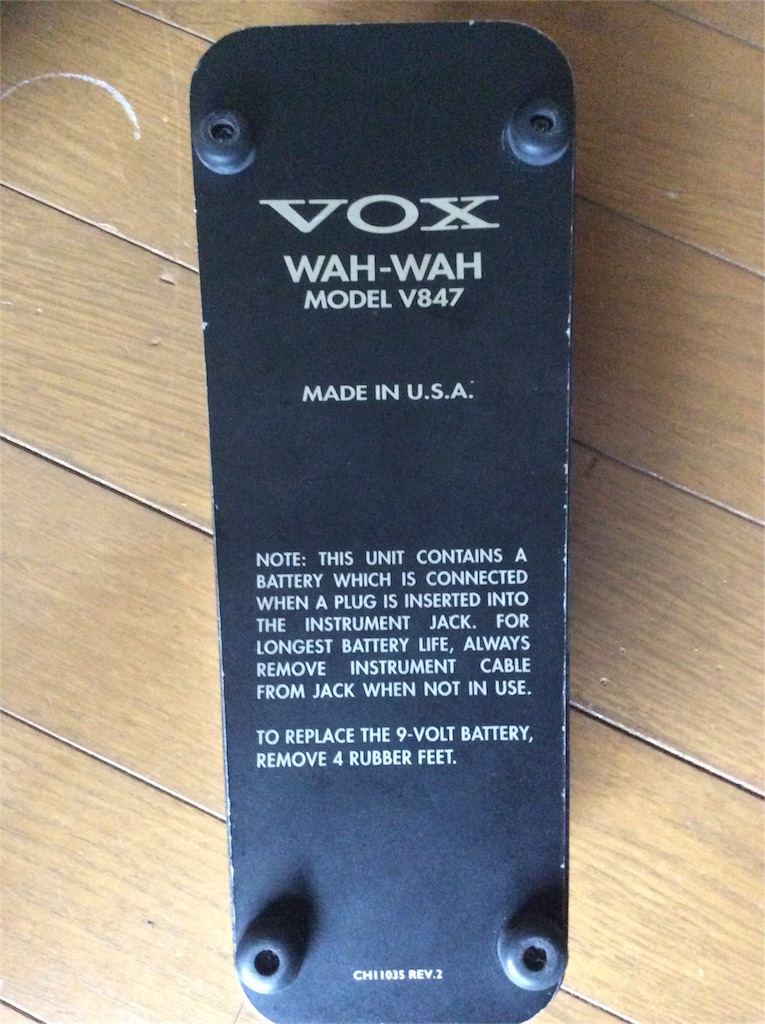 VOX
WAH-WAH
MODEL V847
MADE IN U.S.A.
NOTE: THIS UNIT CONTAINS A
BATTERY WHICH IS CONNECTED
WHEN A PLUG IS INSERTED INTO
THE INSTRUMENT JACK. FOR
LONGEST BATTERY LIFE, ALWAYS
REMOVE INSTRUMENT CABLE
FROM JACK WHEN NOT IN USE.
TO REPLACE THE 9-VOLT BATTERY,
REMOVE 4 RUBBER FEET.
CH11035 REV.2